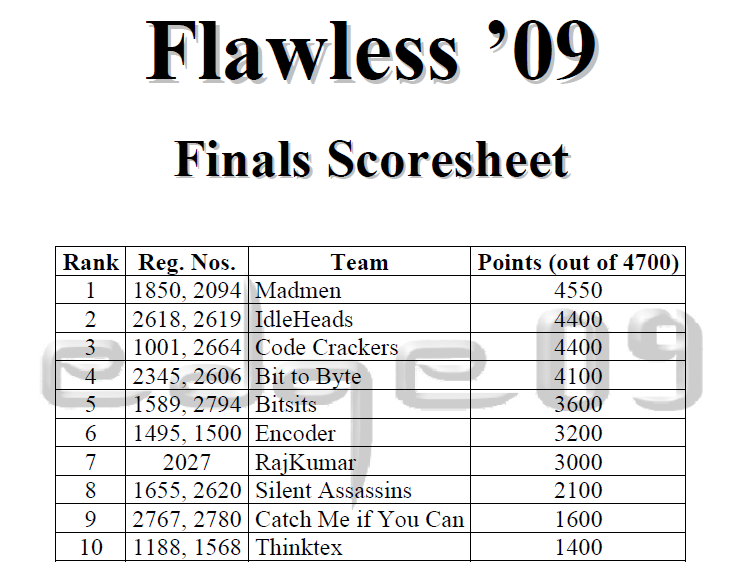 Flawless ’09
Finals Scoresheet
Rank Reg. Nos. Team Points (out of 4700)
1 1850, 2094 Madmen 4550
2 2618, 2619 IdleHeads 4400
3 1001, 2664 Code Crackers 4400
4 2345, 2606 Bit to Byte 4100
5 1589, 2794 Bitsits 3600
6 1495, 1500 Encoder 3200
7 2027 RajKumar 3000
8 1655, 2620 Silent Assassins 2100
9 2767, 2780 Catch Me if You Can 1600
10 1188, 1568 Thinktex 1400
edge 09